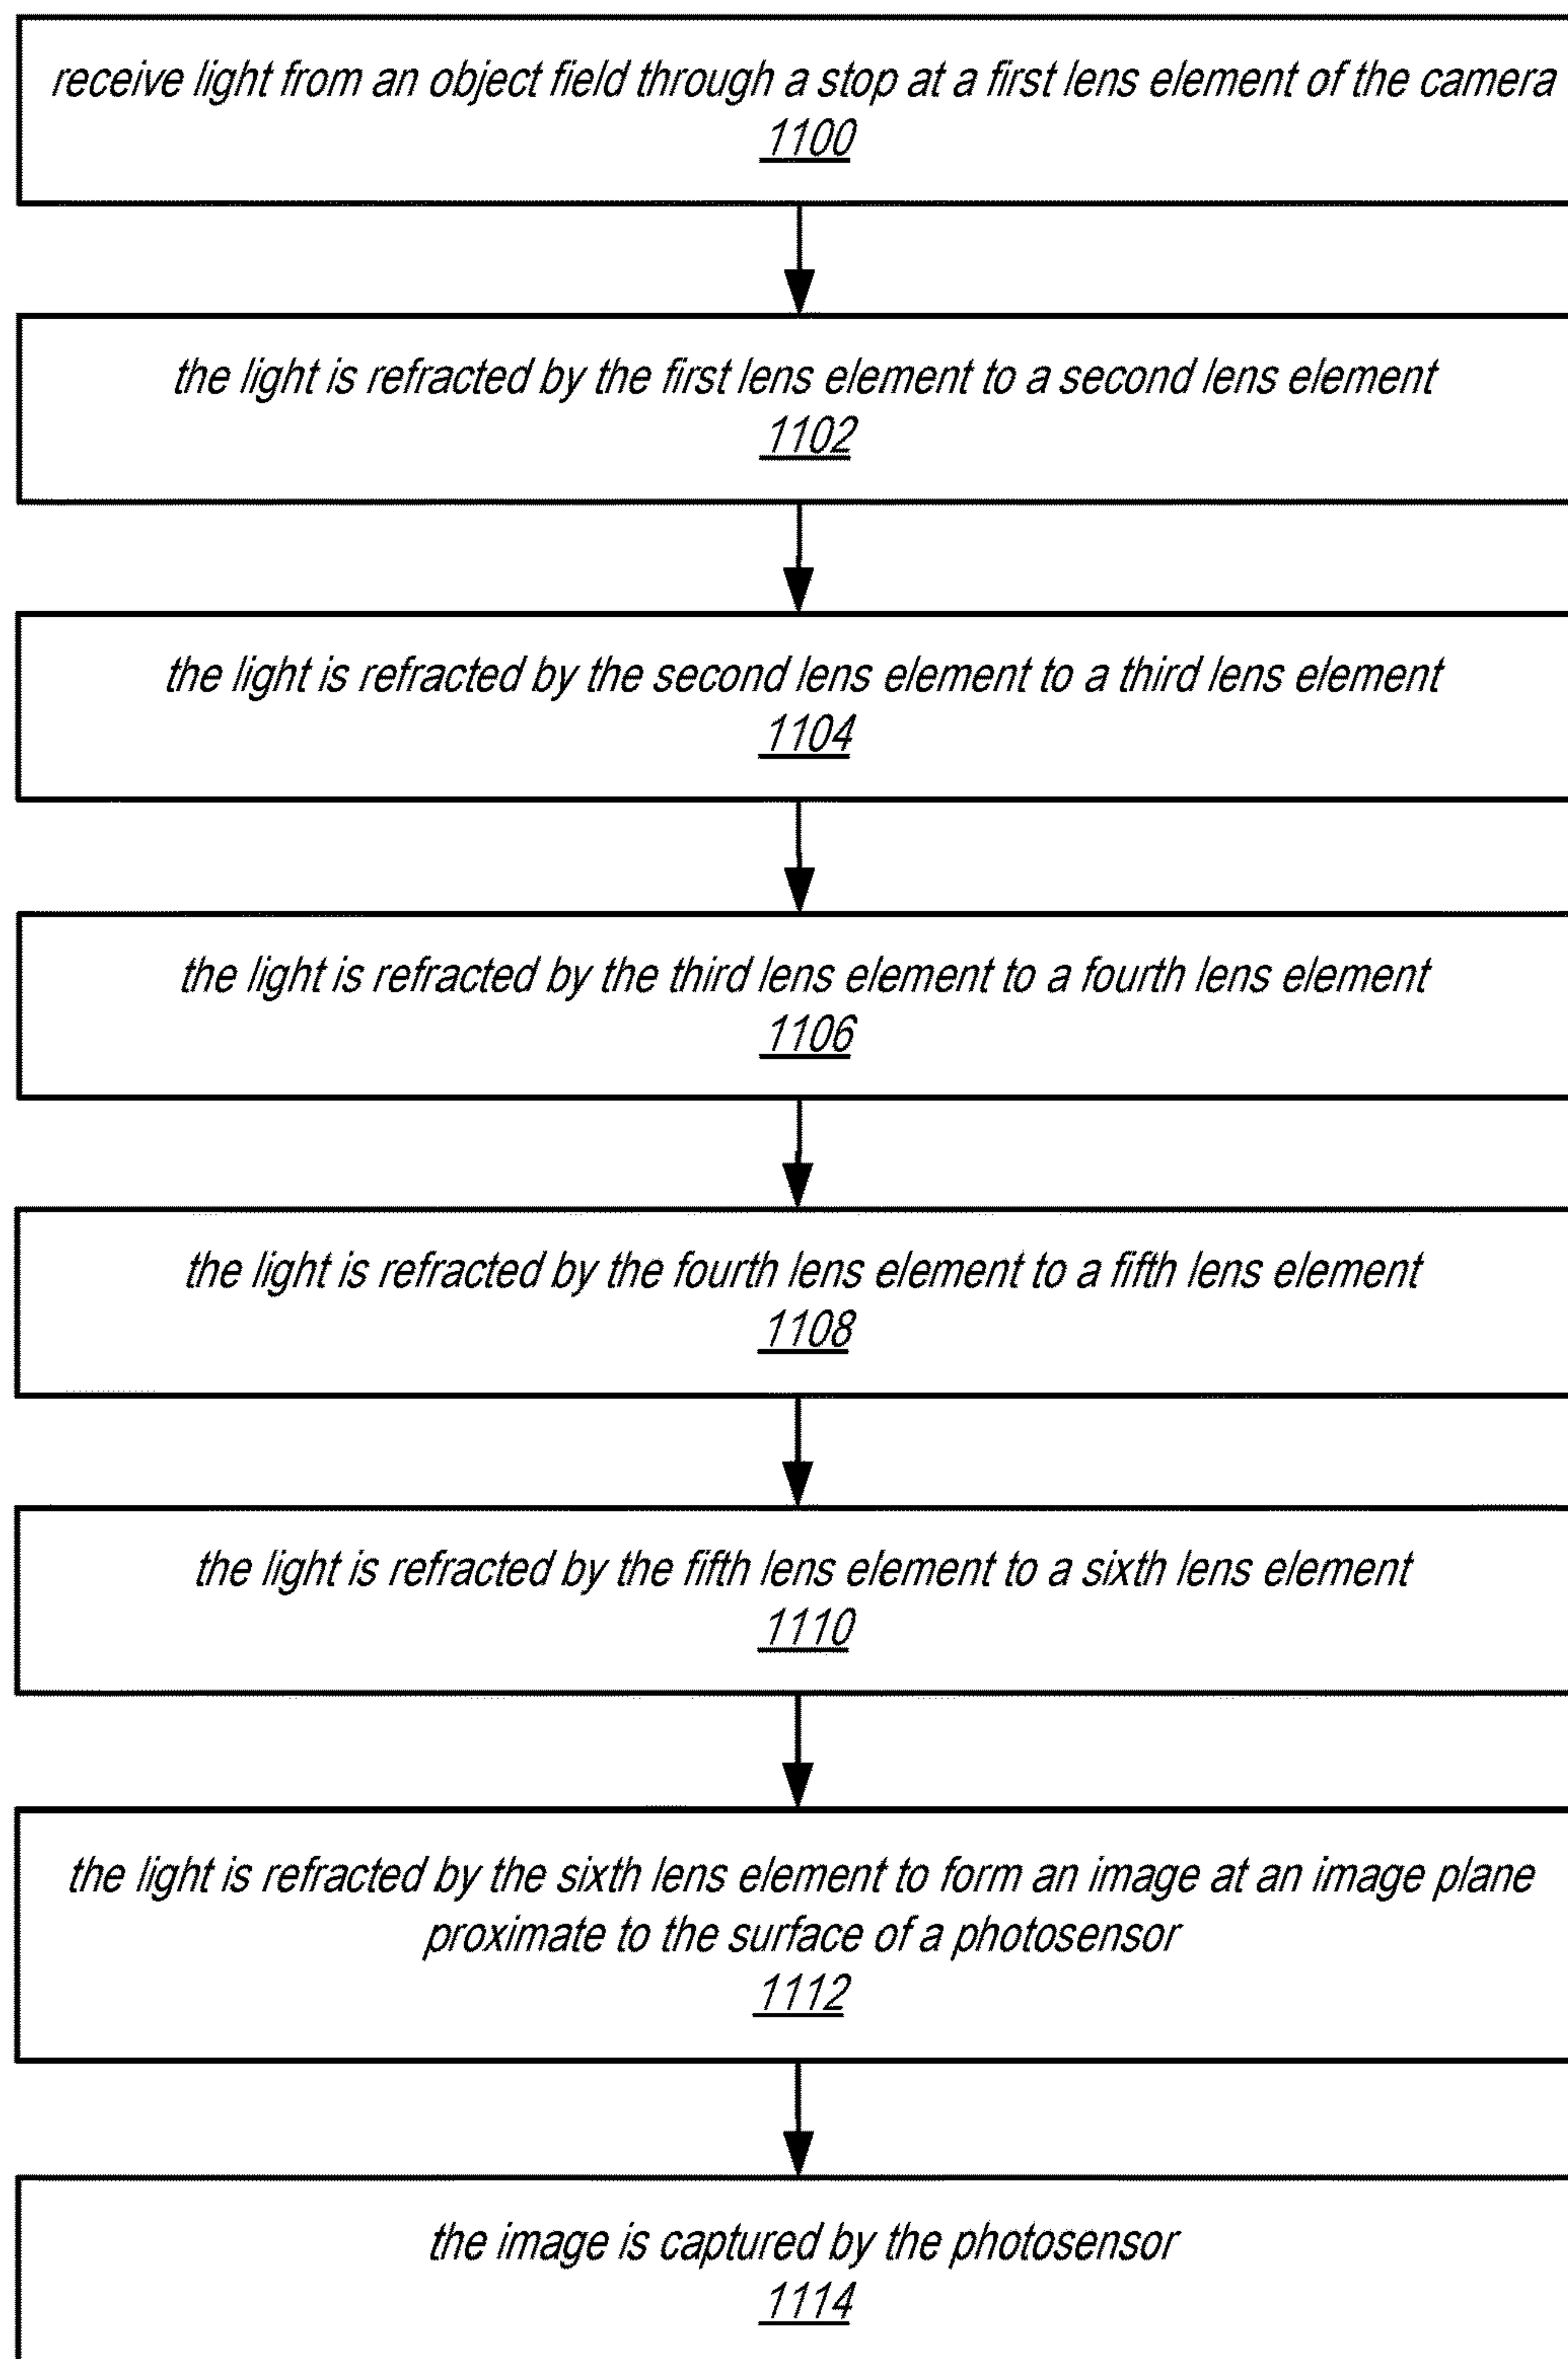 receive light from an object field through a stop at a first lens element of the camera
1100
the light is refracted by the first lens element to a second lens element
1102
the light is refracted by the second lens element to a third lens element
1104
the light is refracted by the third lens element to a fourth lens element
1106
the light is refracted by the fourth lens element to a fifth lens element
1108
the light is refracted by the fifth lens element to a sixth lens element
1110
the light is refracted by the sixth lens element to form an image at an image plane
proximate to the surface of a photosensor
1112
the image is captured by the photosensor
1114